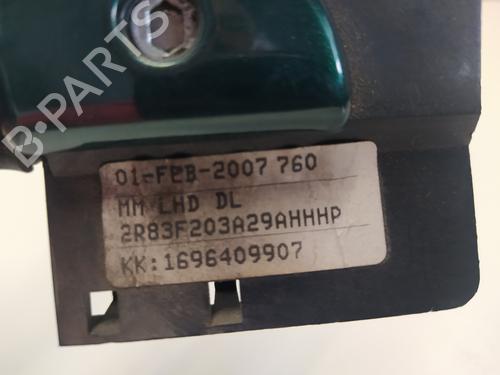 B-PARTS
01-FEB-2007 760
MM LHD DL
2R83F203A29AHHHP
KK:1696409907